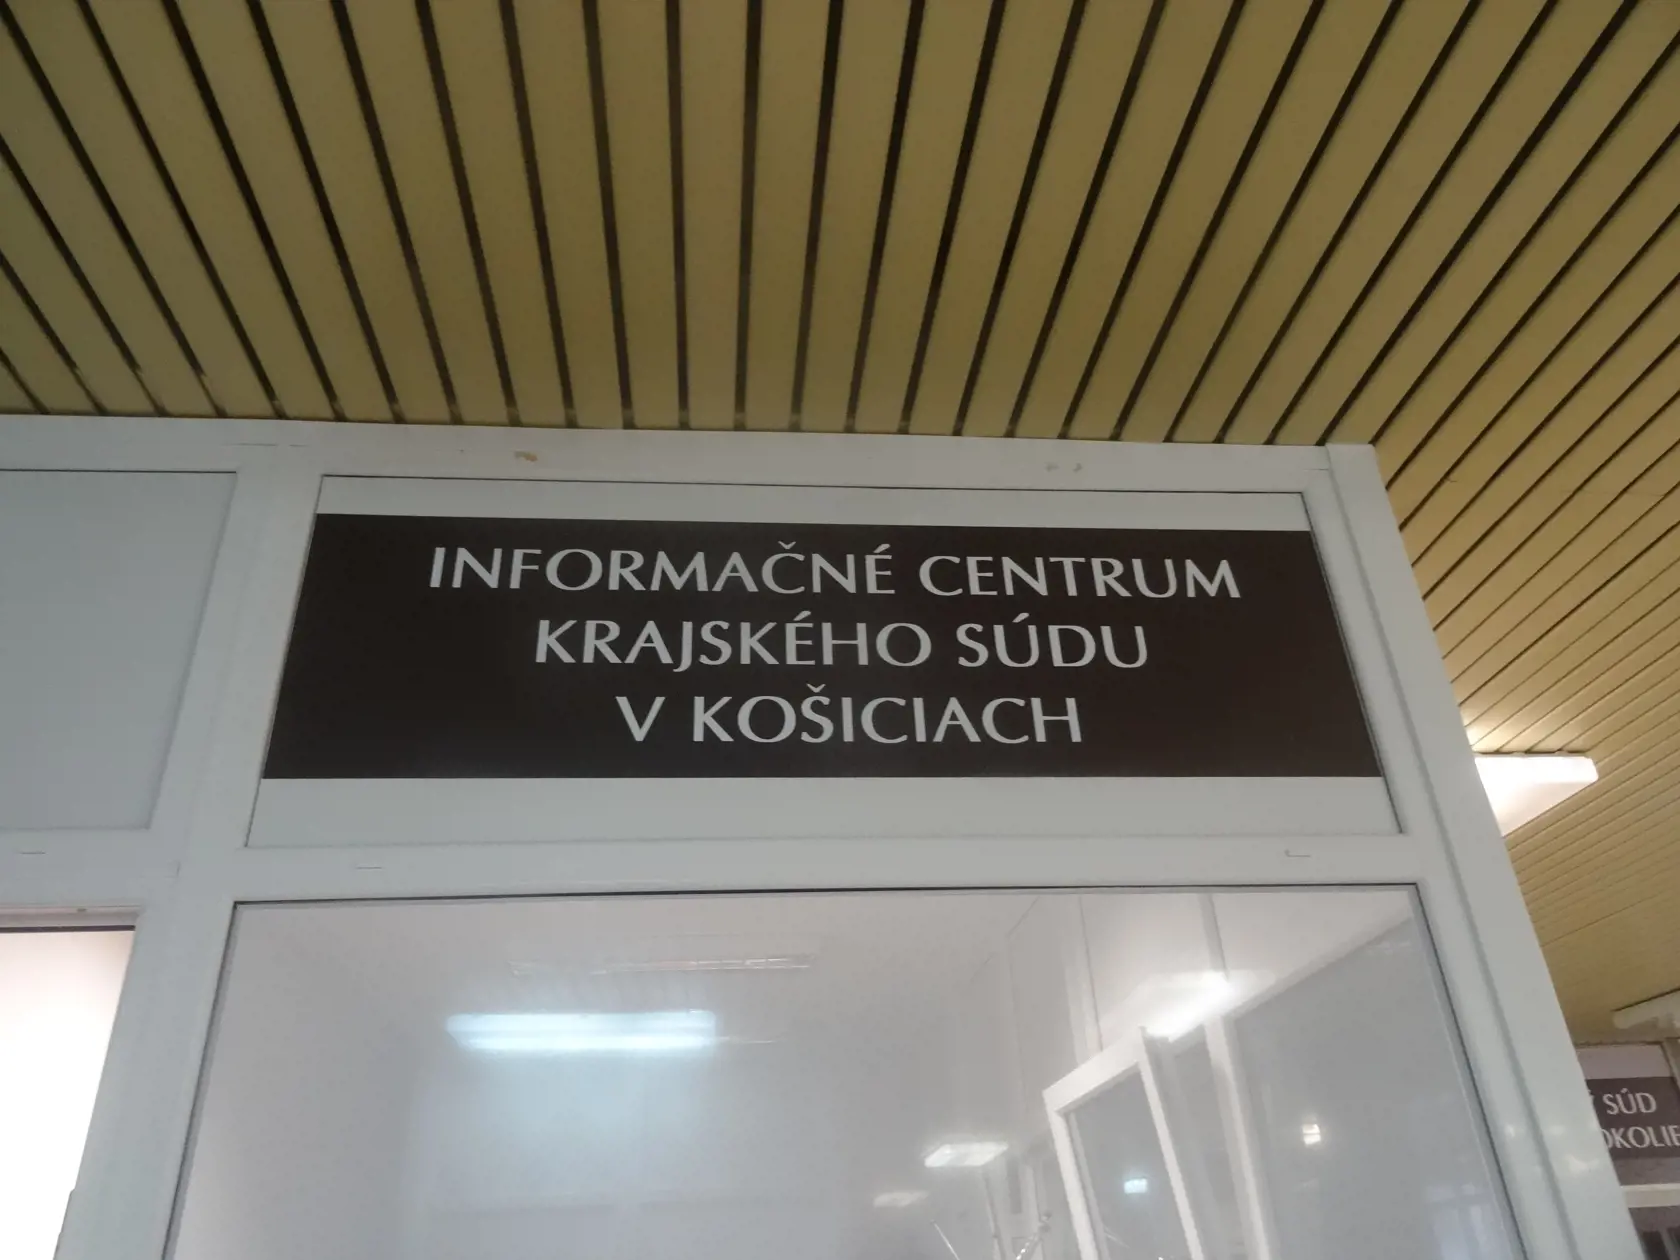 INFORMAČNÉ CENTRUM
KRAJSKÉHO SÚDU
V KOŠICIACH
SÚD